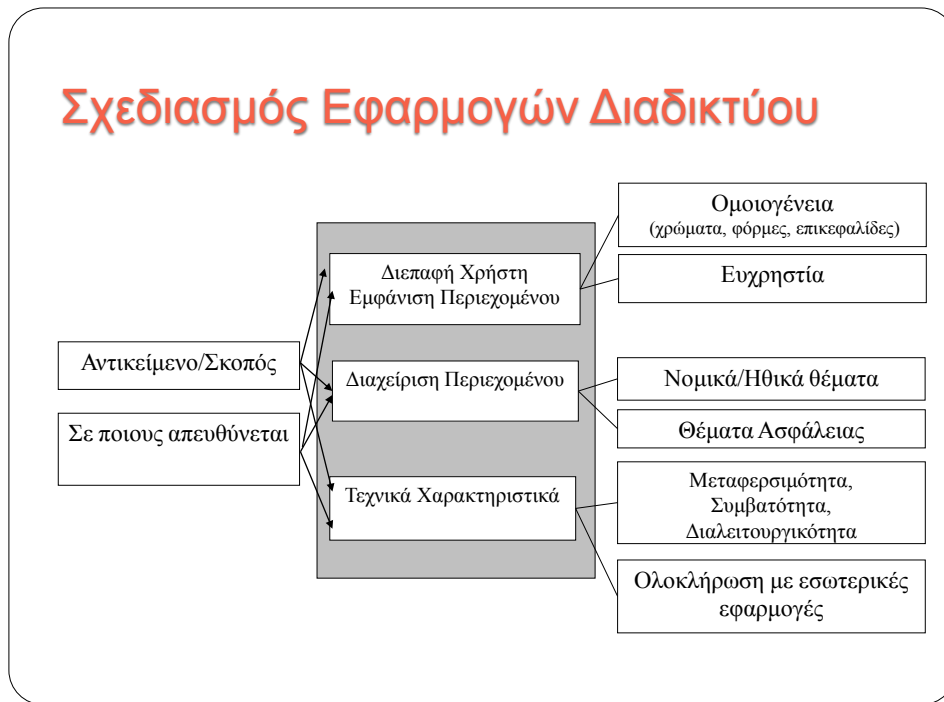 Σχεδιασμός Εφαρμογών Διαδικτύου
Αντικείμενο/Σκοπός
Σε ποιους απευθύνεται
Διεπαφή Χρήστη
Εμφάνιση Περιεχομένου
Διαχείριση Περιεχομένου
Τεχνικά Χαρακτηριστικά
Ομοιογένεια
(χρώματα, φόρμες, επικεφαλίδες)
Ευχρηστία
Νομικά/Ηθικά θέματα
Θέματα Ασφάλειας
Μεταφερσιμότητα,
Συμβατότητα,
Διαλειτουργικότητα
Ολοκλήρωση με εσωτερικές
εφαρμογές